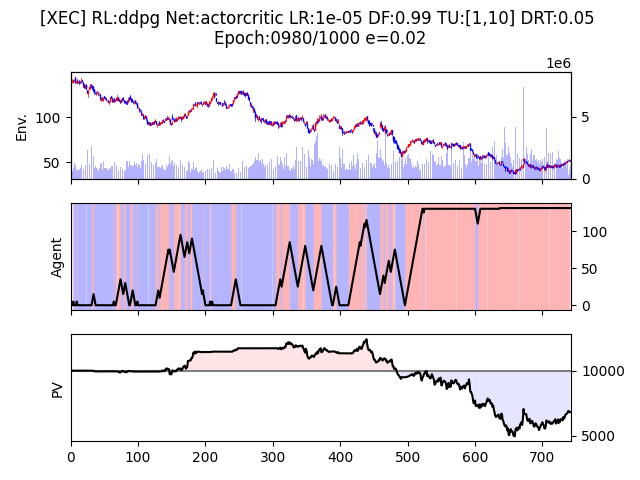 [XEC] RL:ddpg Net:actorcritic LR:1e-05 DF:0.99 TU:[1,10] DRT:0.05
Epoch:0980/1000 e=0.02
1e6
Env.
100
50
5
0
Agent
100
50
0
PV
10000
5000
0 100 200 300 400 500 600 700